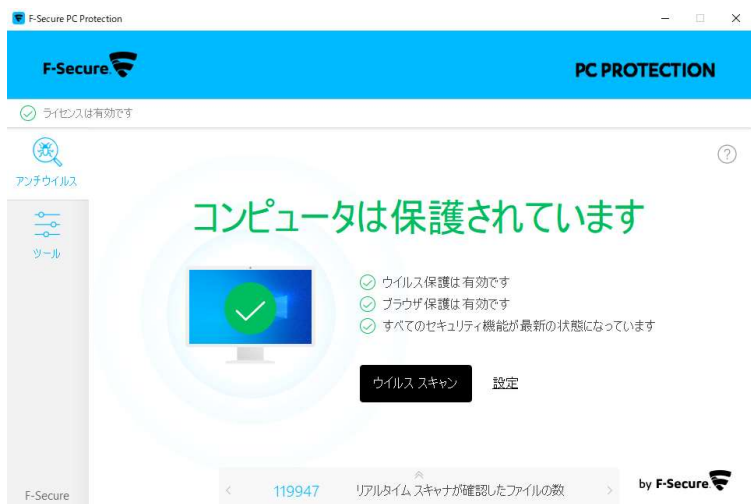 F-Secure PC Protection
F-Secure
PC PROTECTION
ライセンスは有効です
アンチウイルス
コンピュータは保護されています
ツール
ウイルス保護は有効です
ブラウザ保護は有効です
すべてのセキュリティ機能が最新の状態になっています
ウイルス スキャン 設定
119947 リアルタイム スキャナが確認したファイルの数
by F-Secure
F-Secure